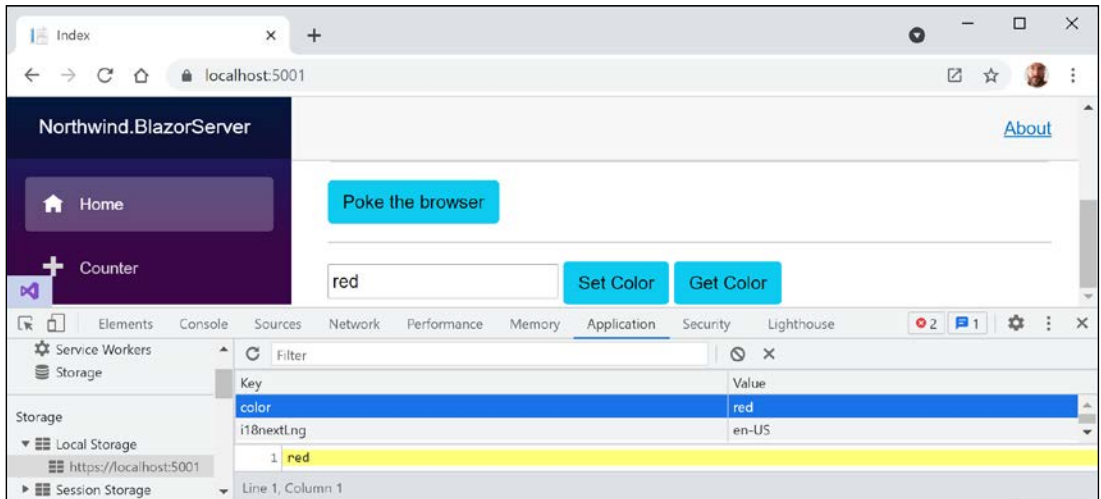 Index
localhost:5001
Northwind.BlazorServer
About
Home
Poke the browser
Counter
red Set Color Get Color
Elements Console Sources Network Performance Memory Application Security Lighthouse 2 1
Service Workers
Storage
Filter
Key Value
color red
i18nextLng en-US
Storage
Local Storage
https://localhost:5001
Session Storage
1 red
Line 1, Column 1